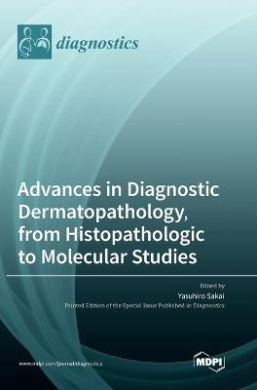 diagnostics
Advances in Diagnostic
Dermatopathology,
from Histopathologic
to Molecular Studies
Edited by
Yasuhiro Sakai
Printed Edition of the Special Issue Published in Diagnostics
www.mdpi.com/journal/diagnostics
MDPI